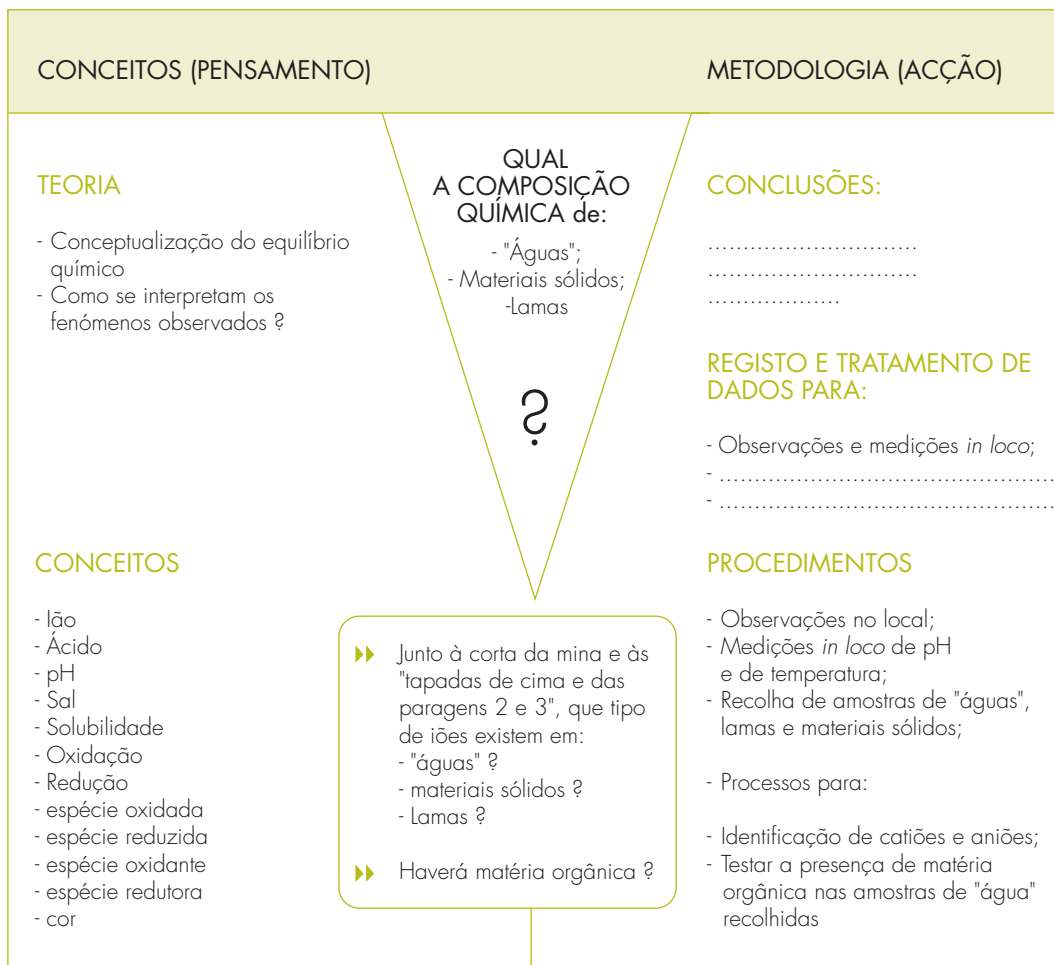 CONCEITOS (PENSAMENTO)
METODOLOGIA (ACÇÃO)
TEORIA
- Conceptualização do equilíbrio
químico
- Como se interpretam os
fenómenos observados ?
QUAL
A COMPOSIÇÃO
QUÍMICA de:
- "Águas";
- Materiais sólidos;
-Lamas
?
CONCLUSÕES:
..............................
..............................
...................
REGISTO E TRATAMENTO DE
DADOS PARA:
- Observações e medições in loco;
- ................................................
- ................................................
CONCEITOS
- Ião
- Ácido
- pH
- Sal
- Solubilidade
- Oxidação
- Redução
- espécie oxidada
- espécie reduzida
- espécie oxidante
- espécie redutora
- cor
Junto à corta da mina e às
"tapadas de cima e das
paragens 2 e 3", que tipo
de iões existem em:
- "águas" ?
- materiais sólidos ?
- Lamas ?
Haverá matéria orgânica ?
PROCEDIMENTOS
- Observações no local;
- Medições in loco de pH
e de temperatura;
- Recolha de amostras de "águas",
lamas e materiais sólidos;
- Processos para:
- Identificação de catiões e aniões;
- Testar a presença de matéria
orgânica nas amostras de "água"
recolhidas